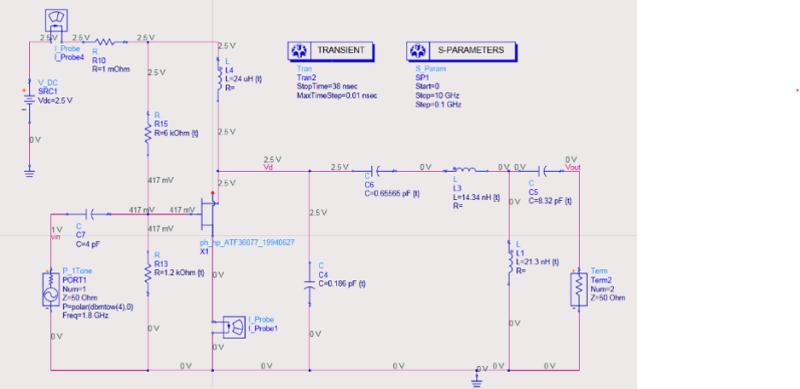 2.5 V
2.5 V
2.5 V
I_Probe
I_Probe4
R
R10
R=1 mOhm
2.5 V
L
L4
L=24 uH {t}
R=
TRANSIENT
Tran
Tran2
StopTime=36 nsec
MaxTimeStep=0.01 nsec
S-PARAMETERS
S_Param
SP1
Start=0
Stop=10 GHz
Step=0.1 GHz
V_DC
SRC1
Vdc=2.5 V
0 V
2.5 V
R
R15
R=6 kOhm {t}
2.5 V
2.5 V
Vd
2.5 V
2.5 V
C
C6
C=0.65565 pF {t}
0 V
L
L3
L=14.34 nH {t}
R=
0 V
0 V
C
C5
C=8.32 pF {t}
0 V
Vout
417 mV
417 mV
417 mV
417 mV
1 V
vin
C
C7
C=4 pF
ph_hp_ATF36077_19940527
X1
2.5 V
0 V
P_1Tone
PORT1
Num=1
Z=50 Ohm
P=polar(dbmtow(4),0)
Freq=1.8 GHz
R
R13
R=1.2 kOhm {t}
0 V
C
C4
C=0.186 pF {t}
L
L1
L=21.3 nH {t}
R=
Term
Term2
Num=2
Z=50 Ohm
I_Probe
I_Probe1
0 V
0 V
0 V
0 V
0 V
0 V
0 V
0 V
0 V
0 V